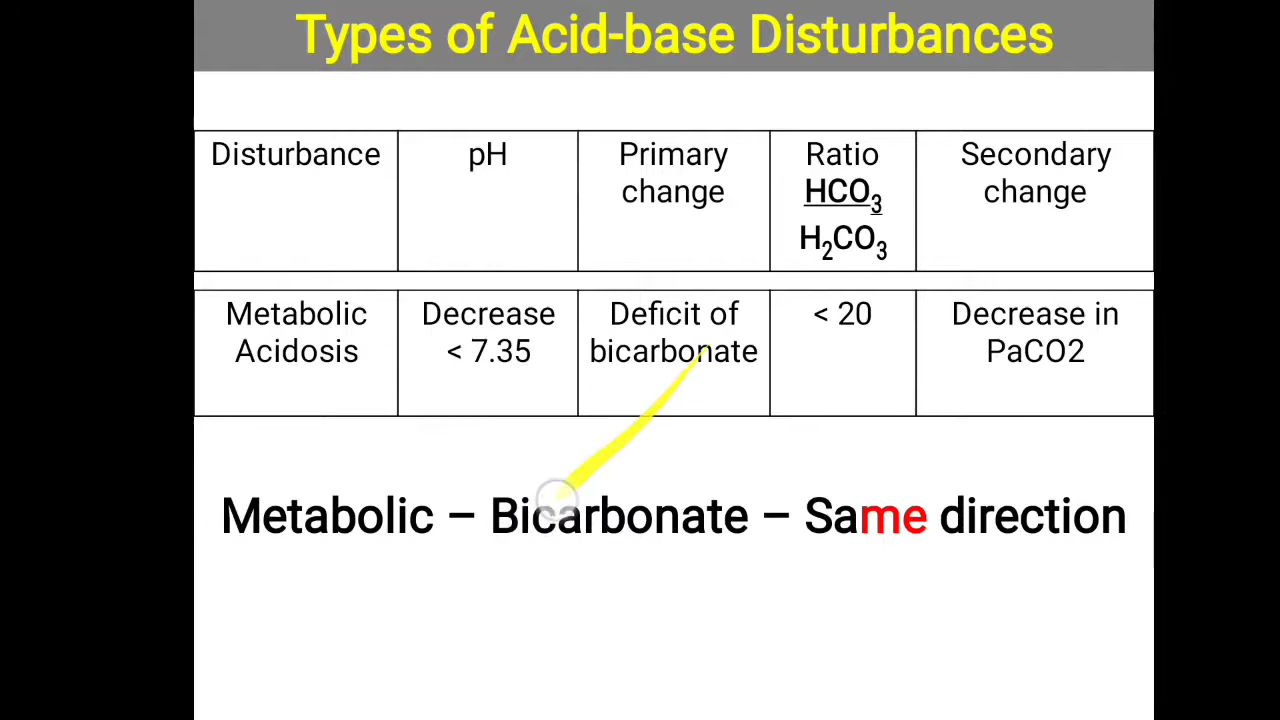 Types of Acid-base Disturbances
Disturbance
pH
Primary
change
Ratio
HCO₃
H₂CO₃
Secondary
change
Metabolic
Acidosis
Decrease
< 7.35
Deficit of
bicarbonate
< 20
Decrease in
PaCO2
Metabolic – Bicarbonate – Same direction